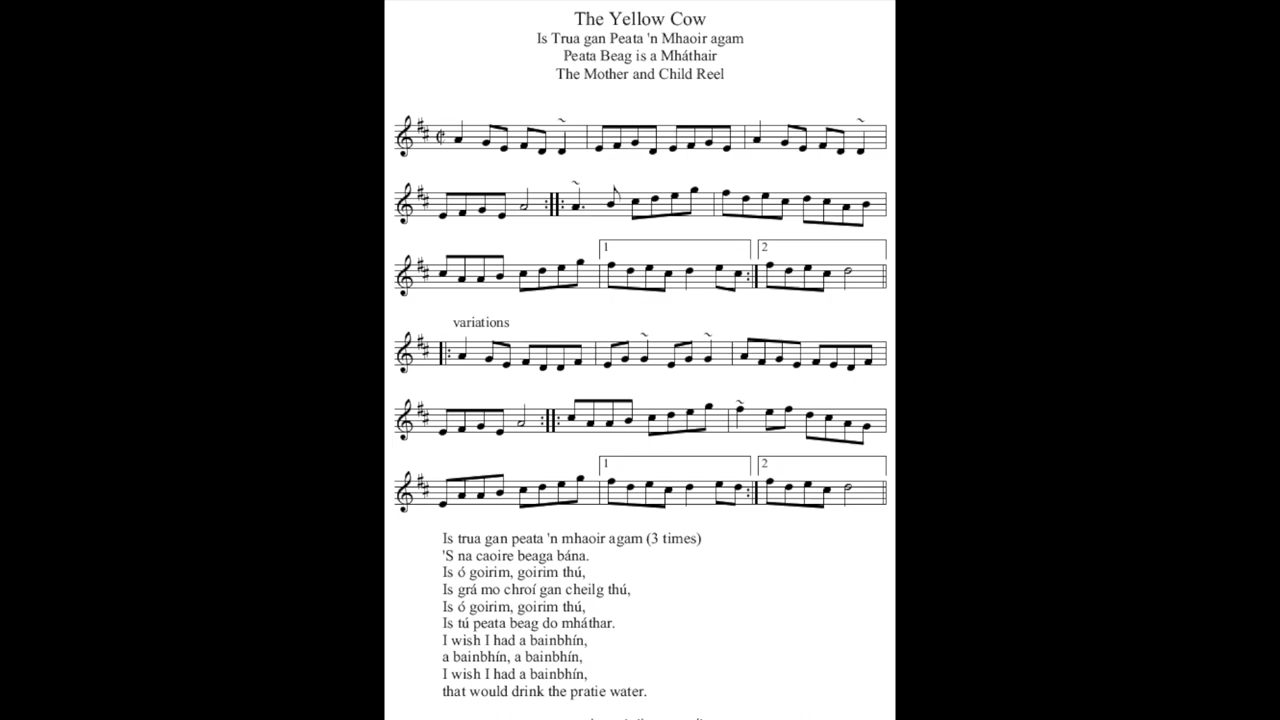 The Yellow Cow
Is Trua gan Peata 'n Mhaoir agam
Peata Beag is a Mháthair
The Mother and Child Reel
1
2
variations
1
2
Is trua gan peata 'n mhaoir agam (3 times)
'S na caoire beaga bána.
Is ó goirim, goirim thú,
Is grá mo chroí gan cheilg thú,
Is ó goirim, goirim thú,
Is tú peata beag do mháthar.
I wish I had a bainbhín,
a bainbhín, a bainbhín,
I wish I had a bainbhín,
that would drink the pratie water.